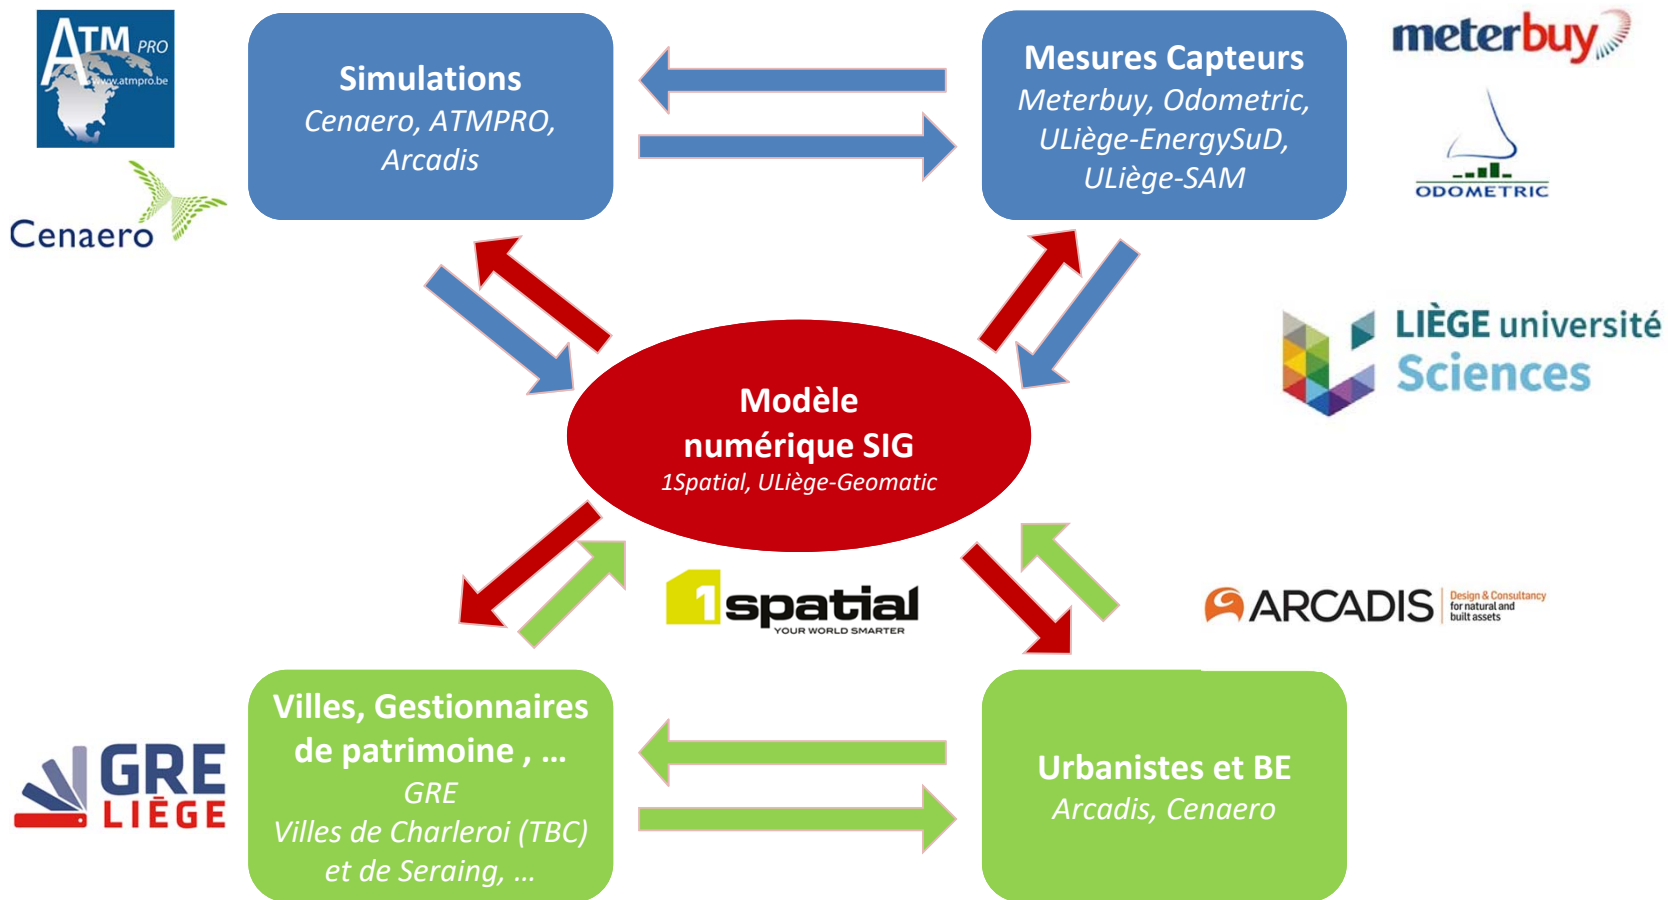 ATM PRO
www.atmpro.be
Cenaero
Simulations
Cenaero, ATMPRO,
Arcadis
Mesures Capteurs
Meterbuy, Odometric,
ULiège-EnergySuD,
ULiège-SAM
meterbuy
ODOMETRIC
LIÈGE université
Sciences
Modèle
numérique SIG
1Spatial, ULiège-Geomatic
1spatial
YOUR WORLD SMARTER
ARCADIS
Design & Consultancy
for natural and
built assets
GRE
LIÈGE
Villes, Gestionnaires
de patrimoine , ...
GRE
Villes de Charleroi (TBC)
et de Seraing, ...
Urbanistes et BE
Arcadis, Cenaero